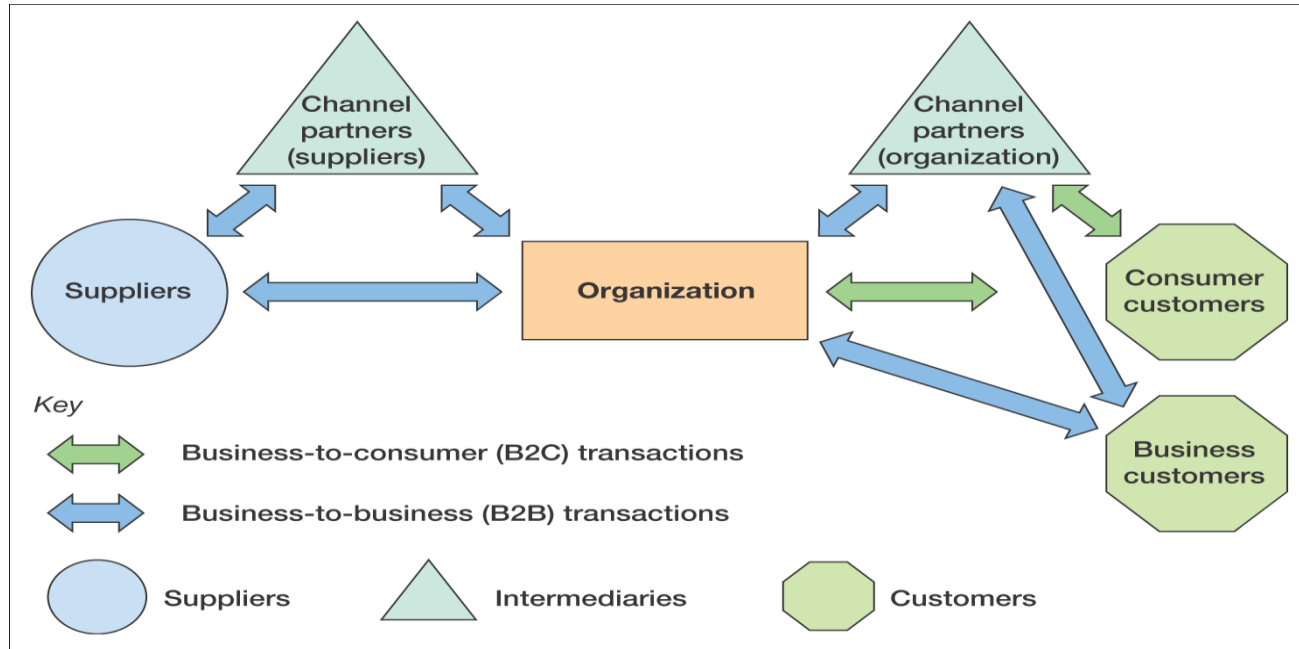 Channel
partners
(suppliers)
Channel
partners
(organization)
Suppliers
Organization
Consumer
customers
Business
customers
Key
Business-to-consumer (B2C) transactions
Business-to-business (B2B) transactions
Suppliers
Intermediaries
Customers